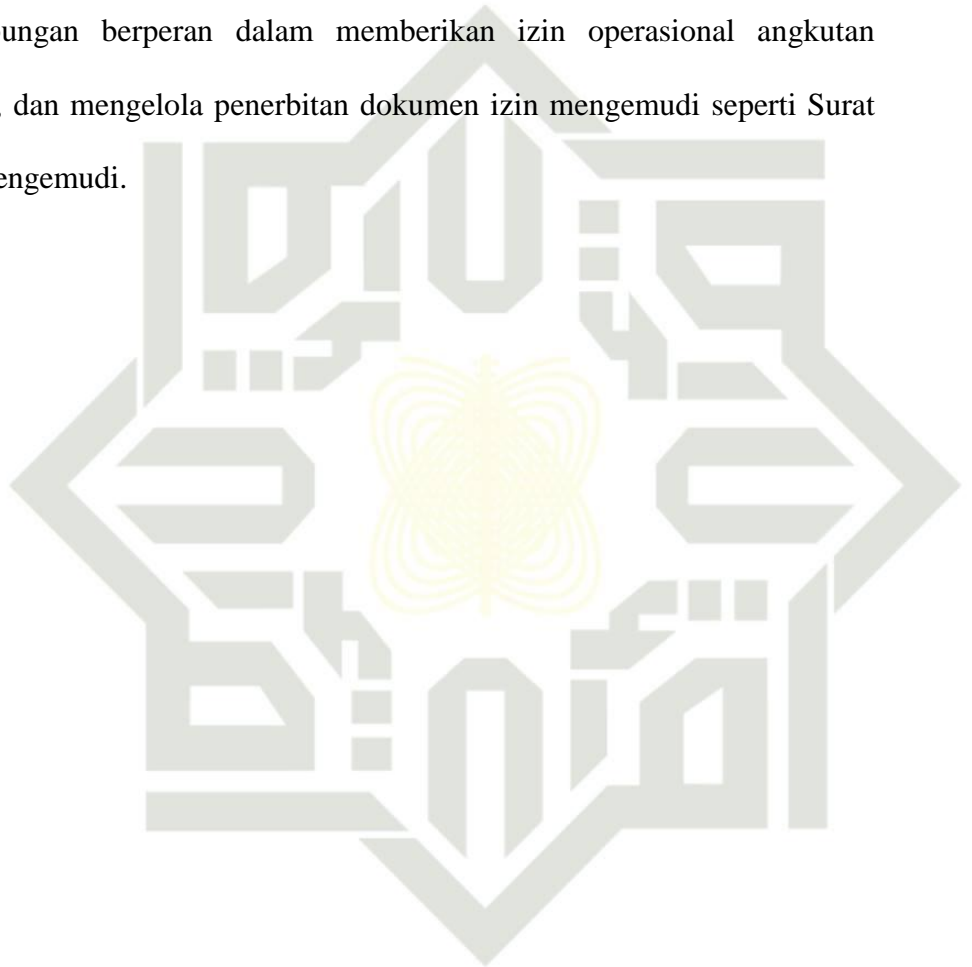 ungan berperan dalam memberikan izin operasional angkutan
dan mengelola penerbitan dokumen izin mengemudi seperti Surat
engemudi.